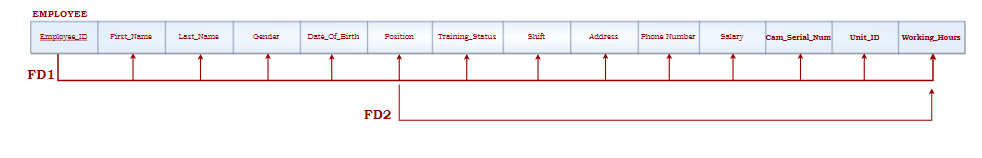 EMPLOYEE
Employee_ID First_Name Last_Name Gender Date_Of_Birth Position Training_Status Shift Address Phone Number Salary Cam_Serial_Num Unit_ID Working_Hours
FD1
FD2